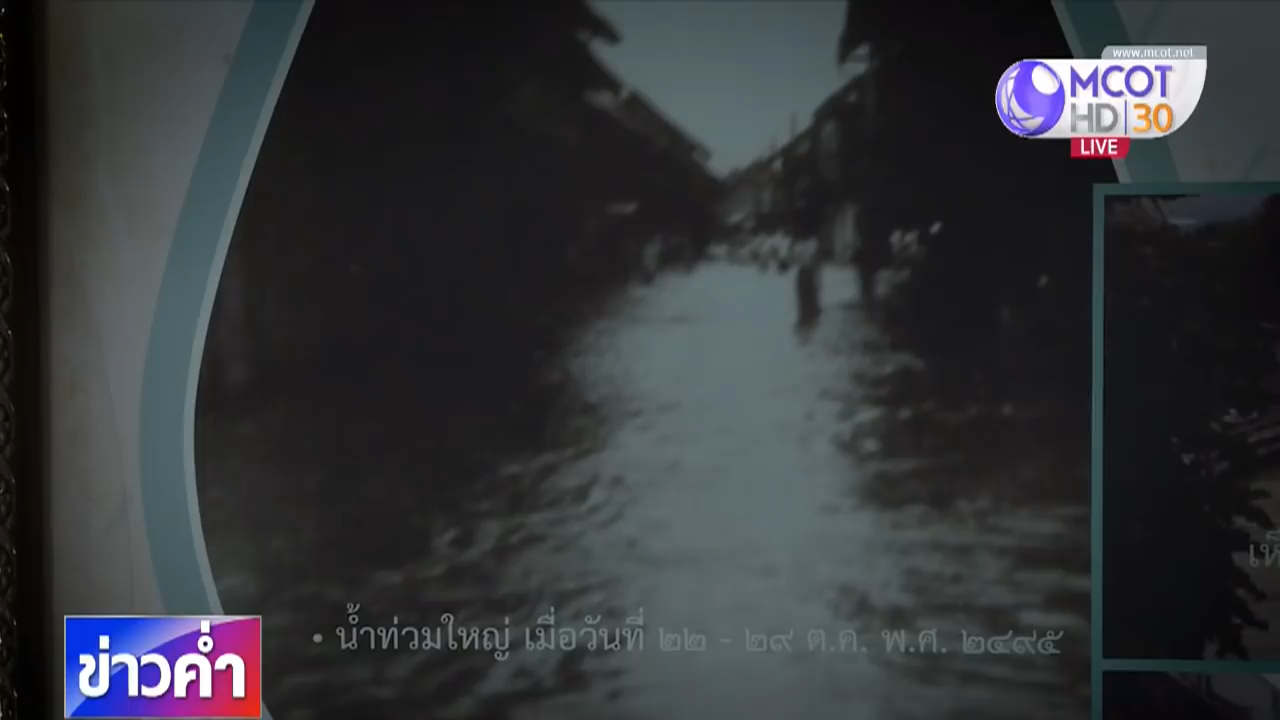 www.mcot.net
MCOT
HD 30
LIVE
• น้ำท่วมใหญ่ เมื่อวันที่ ๒๒ - ๒๙ ต.ค. พ.ศ. ๒๔๙๕
ข่าวค่ำ